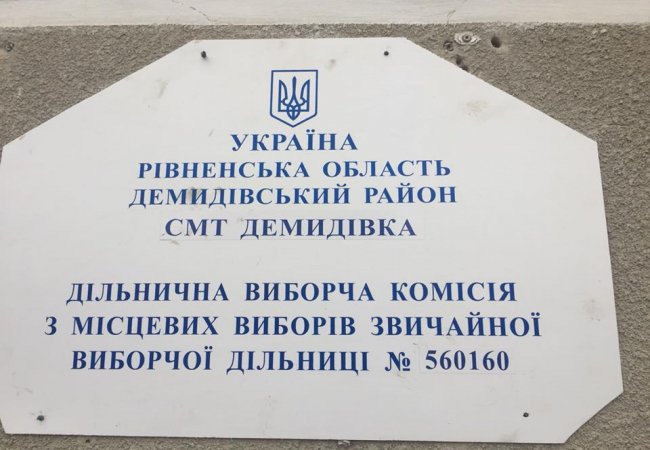 УКРАЇНА
РІВНЕНСЬКА ОБЛАСТЬ
ДЕМИДІВСЬКИЙ РАЙОН
СМТ ДЕМИДІВКА
ДІЛЬНИЧНА ВИБОРЧА КОМІСІЯ
З МІСЦЕВИХ ВИБОРІВ ЗВИЧАЙНОЇ
ВИБОРЧОЇ ДІЛЬНИЦІ № 560160